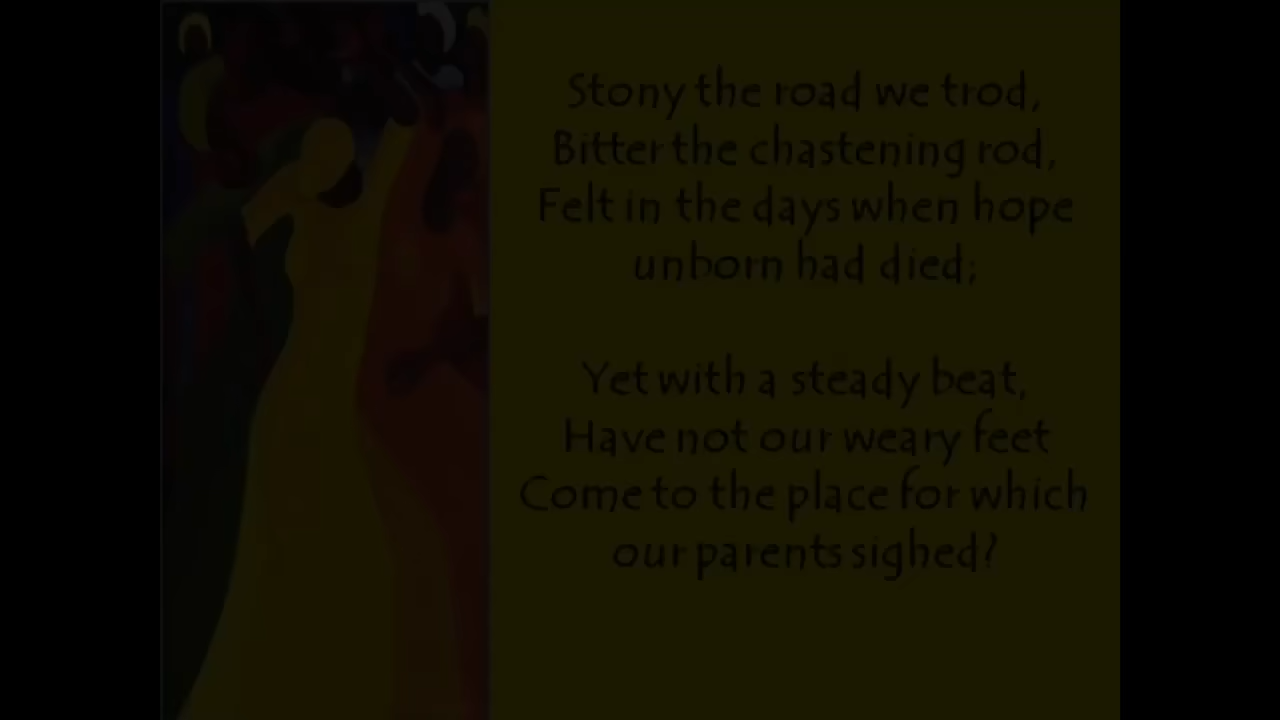 Stony the road we trod,
Bitter the chastening rod,
Felt in the days when hope
unborn had died;
Yet with a steady beat,
Have not our weary feet
Come to the place for which
our parents sighed?